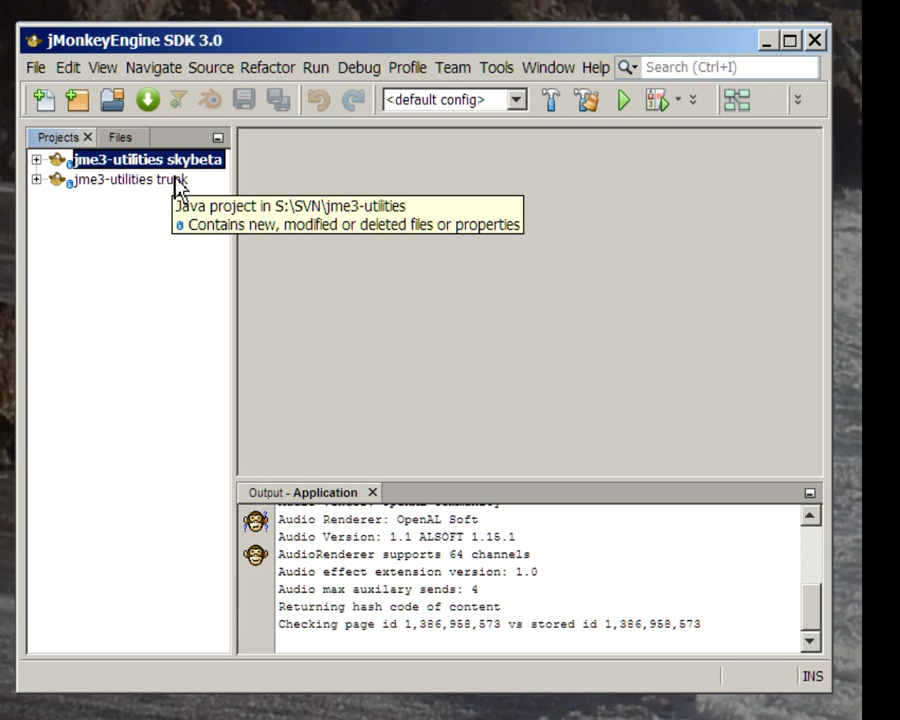 jMonkeyEngine SDK 3.0
File Edit View Navigate Source Refactor Run Debug Profile Team Tools Window Help Search (Ctrl+I)
<default config>
Projects Files
jme3-utilities skybeta
jme3-utilities trunk
Java project in S:\SVN\jme3-utilities
Contains new, modified or deleted files or properties
Output - Application
Audio Renderer: OpenAL Soft
Audio Version: 1.1 ALSOFT 1.15.1
AudioRenderer supports 64 channels
Audio effect extension version: 1.0
Audio max auxilary sends: 4
Returning hash code of content
Checking page id 1,386,958,573 vs stored id 1,386,958,573
INS